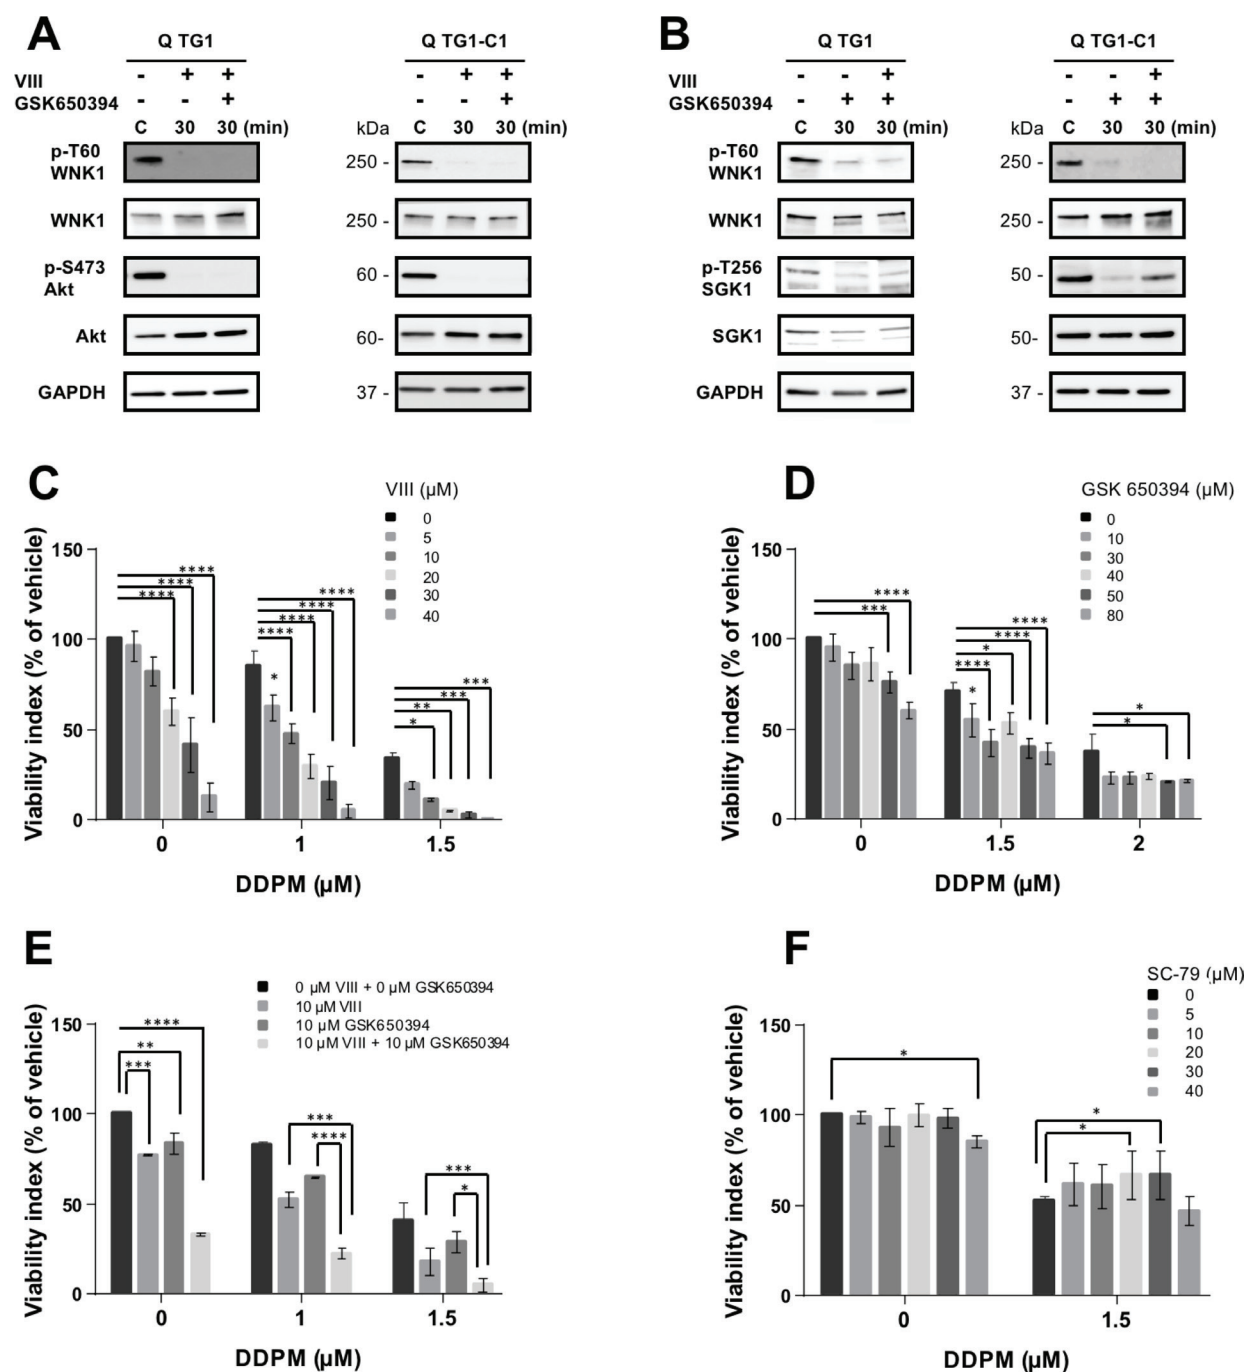 A
Q TG1
Q TG1-C1
VIII - + + - + +
GSK650394 - - + - - +
C 30 30 (min) kDa C 30 30 (min)
p-T60
WNK1 250 -
WNK1 250 -
p-S473
Akt 60 -
Akt 60-
GAPDH 37 -
B
Q TG1
Q TG1-C1
VIII - - + - - +
GSK650394 - + + - + +
C 30 30 (min) kDa C 30 30 (min)
p-T60
WNK1 250 -
WNK1 250 -
p-T256
SGK1 50 -
SGK1 50-
GAPDH 37 -
C
VIII (µM)
0
5
10
20
30
40
Viability index (% of vehicle)
150
100
50
0
****
****
****
****
****
****
****
*
***
***
**
*
0 1 1.5
DDPM (µM)
D
GSK 650394 (µM)
0
10
30
40
50
80
Viability index (% of vehicle)
150
100
50
0
****
***
****
****
*
****
*
*
*
0 1.5 2
DDPM (µM)
E
0 µM VIII + 0 µM GSK650394
10 µM VIII
10 µM GSK650394
10 µM VIII + 10 µM GSK650394
Viability index (% of vehicle)
150
100
50
0
****
**
***
***
****
***
*
0 1 1.5
DDPM (µM)
F
SC-79 (µM)
0
5
10
20
30
40
Viability index (% of vehicle)
150
100
50
0
*
*
*
0 1.5
DDPM (µM)